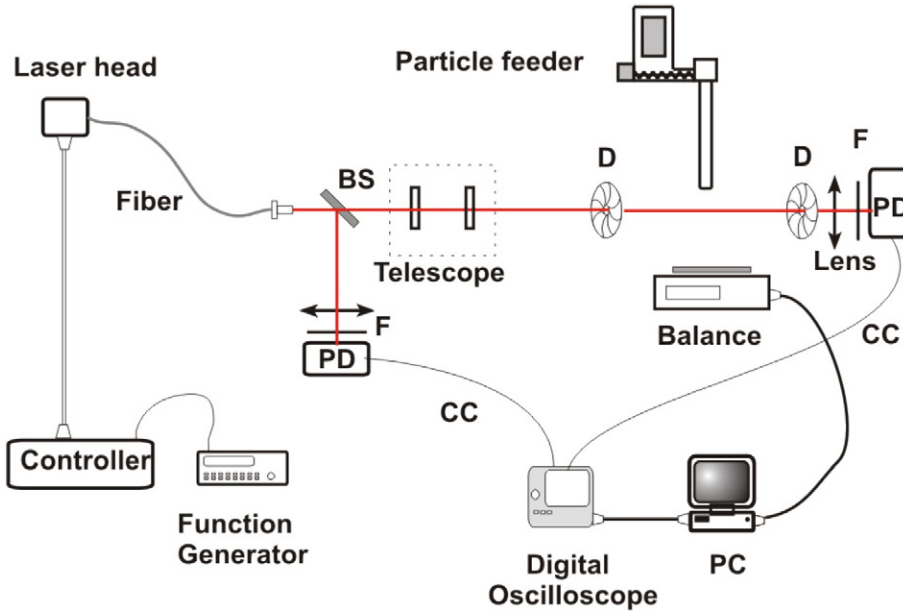 Laser head
Particle feeder
D
D
F
BS
Fiber
PD
Telescope
Lens
F
Balance
PD
CC
CC
Controller
Function
Generator
Digital
Oscilloscope
PC